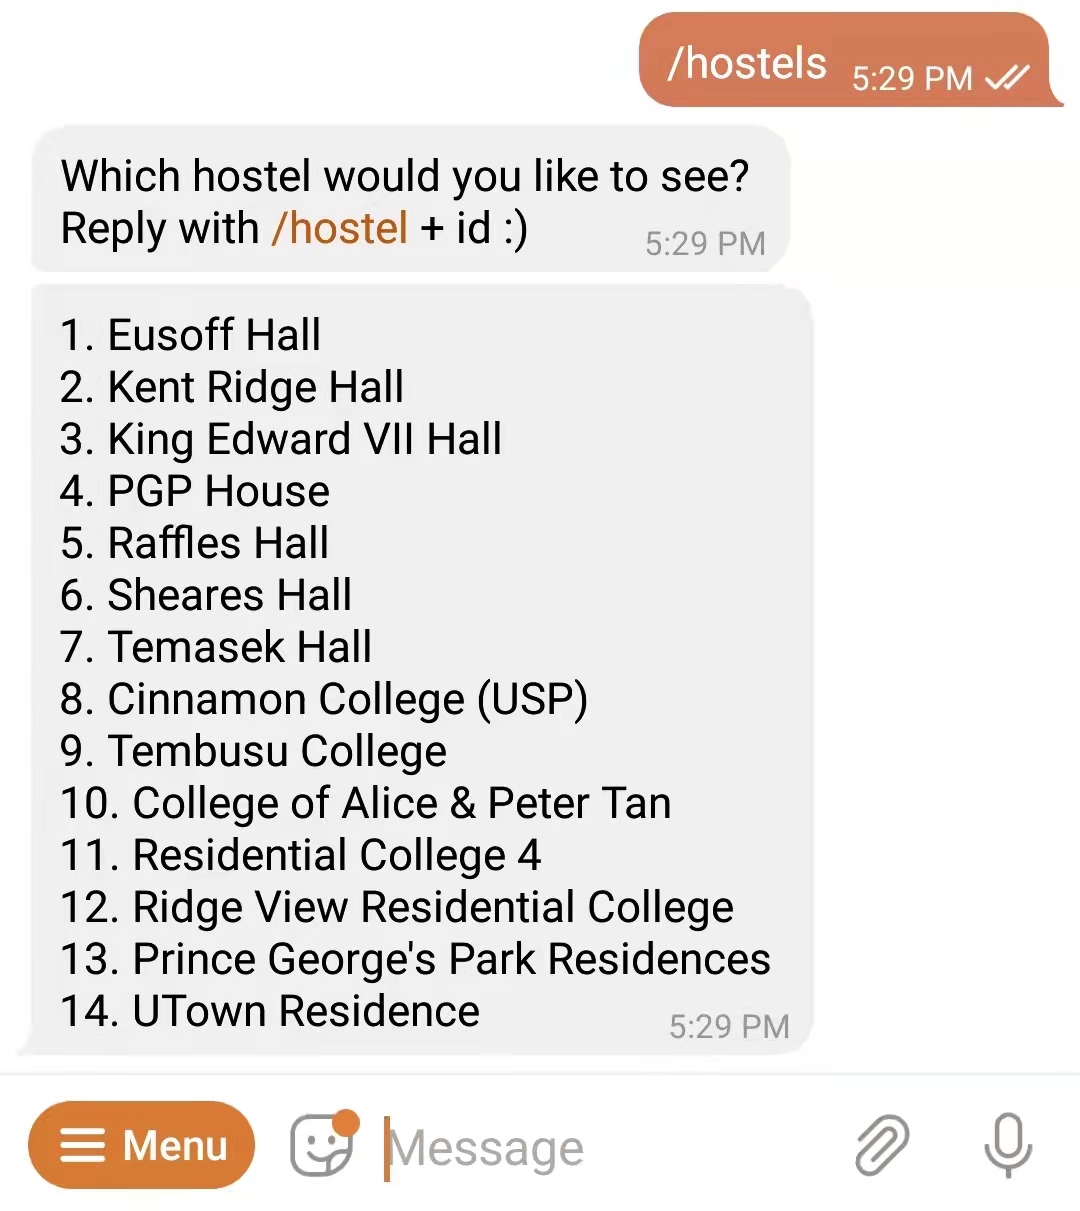 /hostels 5:29 PM
Which hostel would you like to see?
Reply with /hostel + id :)
5:29 PM
1. Eusoff Hall
2. Kent Ridge Hall
3. King Edward VII Hall
4. PGP House
5. Raffles Hall
6. Sheares Hall
7. Temasek Hall
8. Cinnamon College (USP)
9. Tembusu College
10. College of Alice & Peter Tan
11. Residential College 4
12. Ridge View Residential College
13. Prince George's Park Residences
14. UTown Residence
5:29 PM
Menu
Message